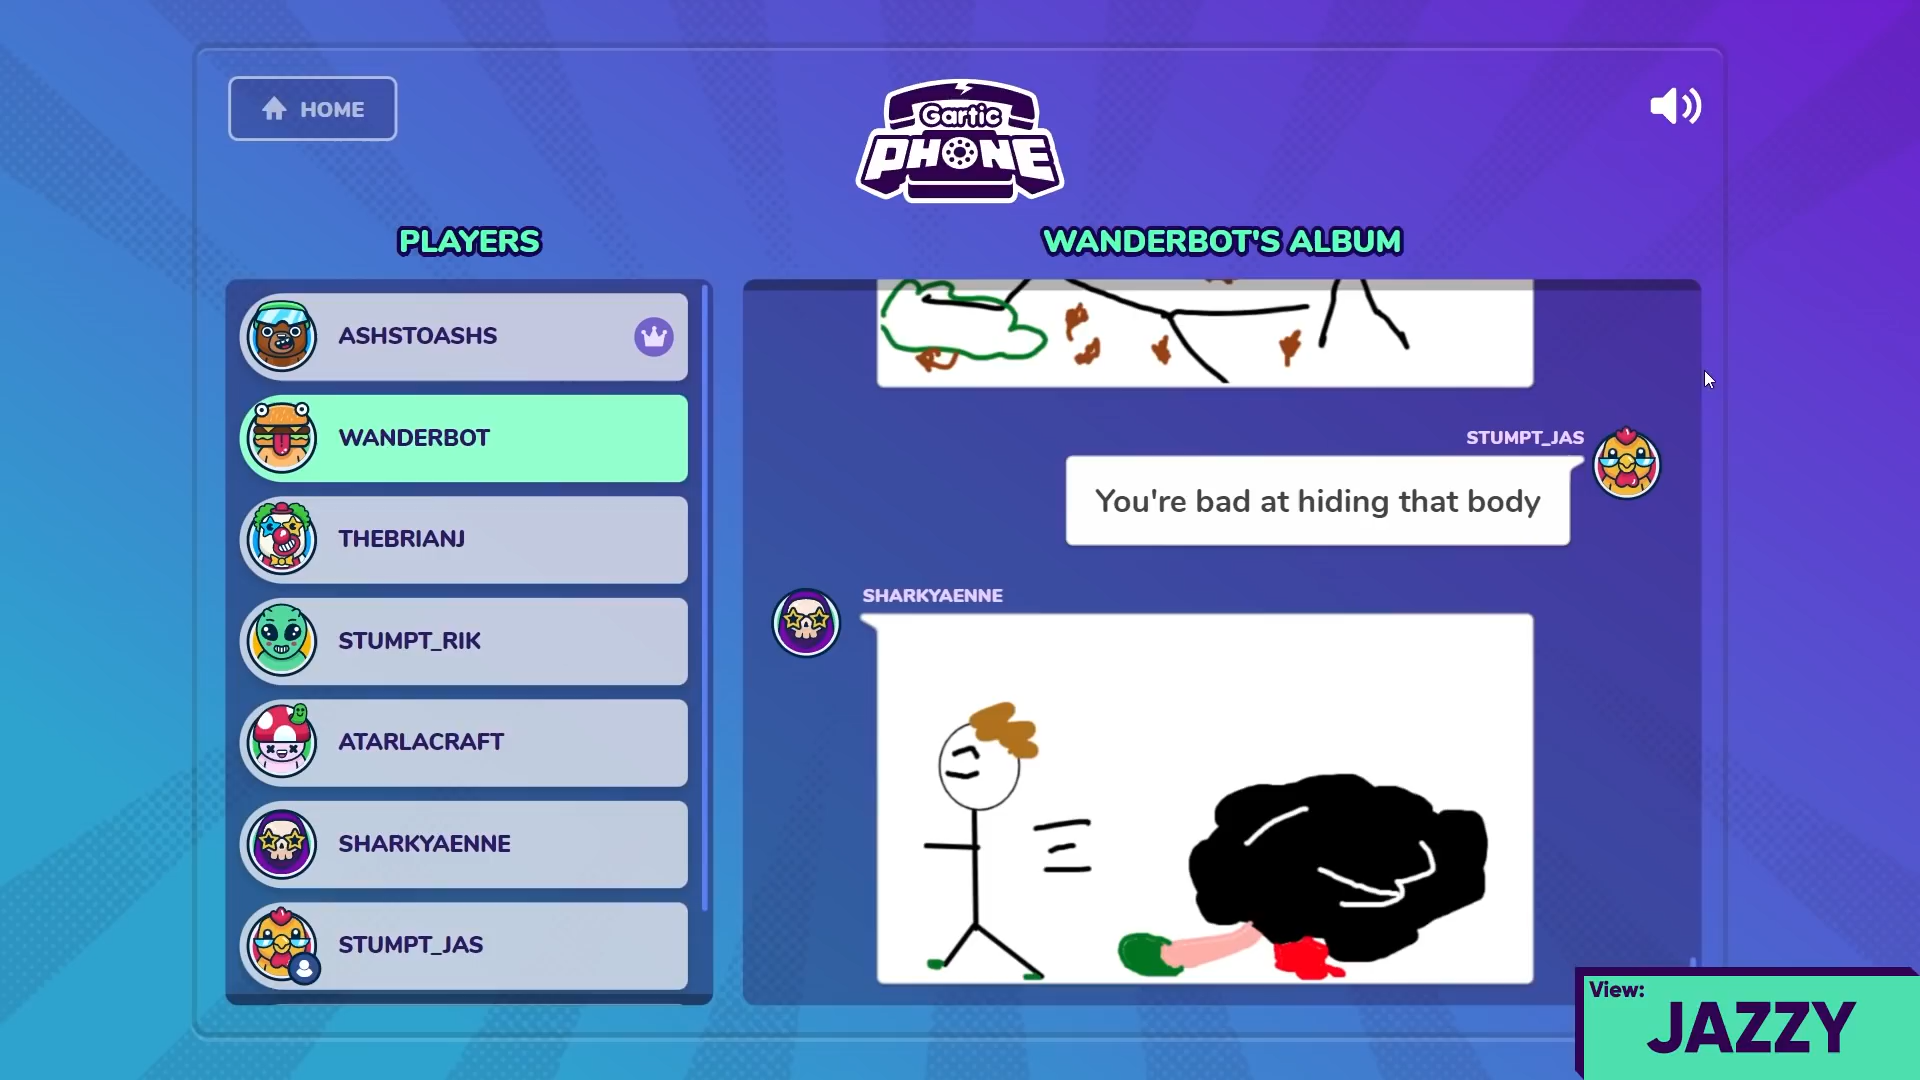 HOME
Gartic
PHONE
PLAYERS
WANDERBOT'S ALBUM
ASHSTOASHS
WANDERBOT
THEBRIANJ
STUMPT_RIK
ATARLACRAFT
SHARKYAENNE
STUMPT_JAS
STUMPT_JAS
You're bad at hiding that body
SHARKYAENNE
View:
JAZZY